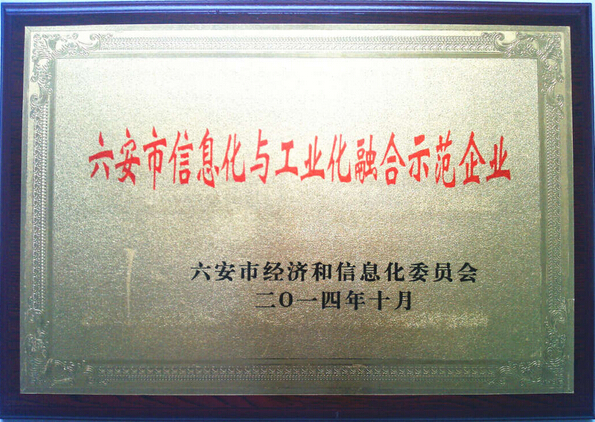 六安市信息化与工业化融合示范企业
六安市经济和信息化委员会
二〇一四年十月